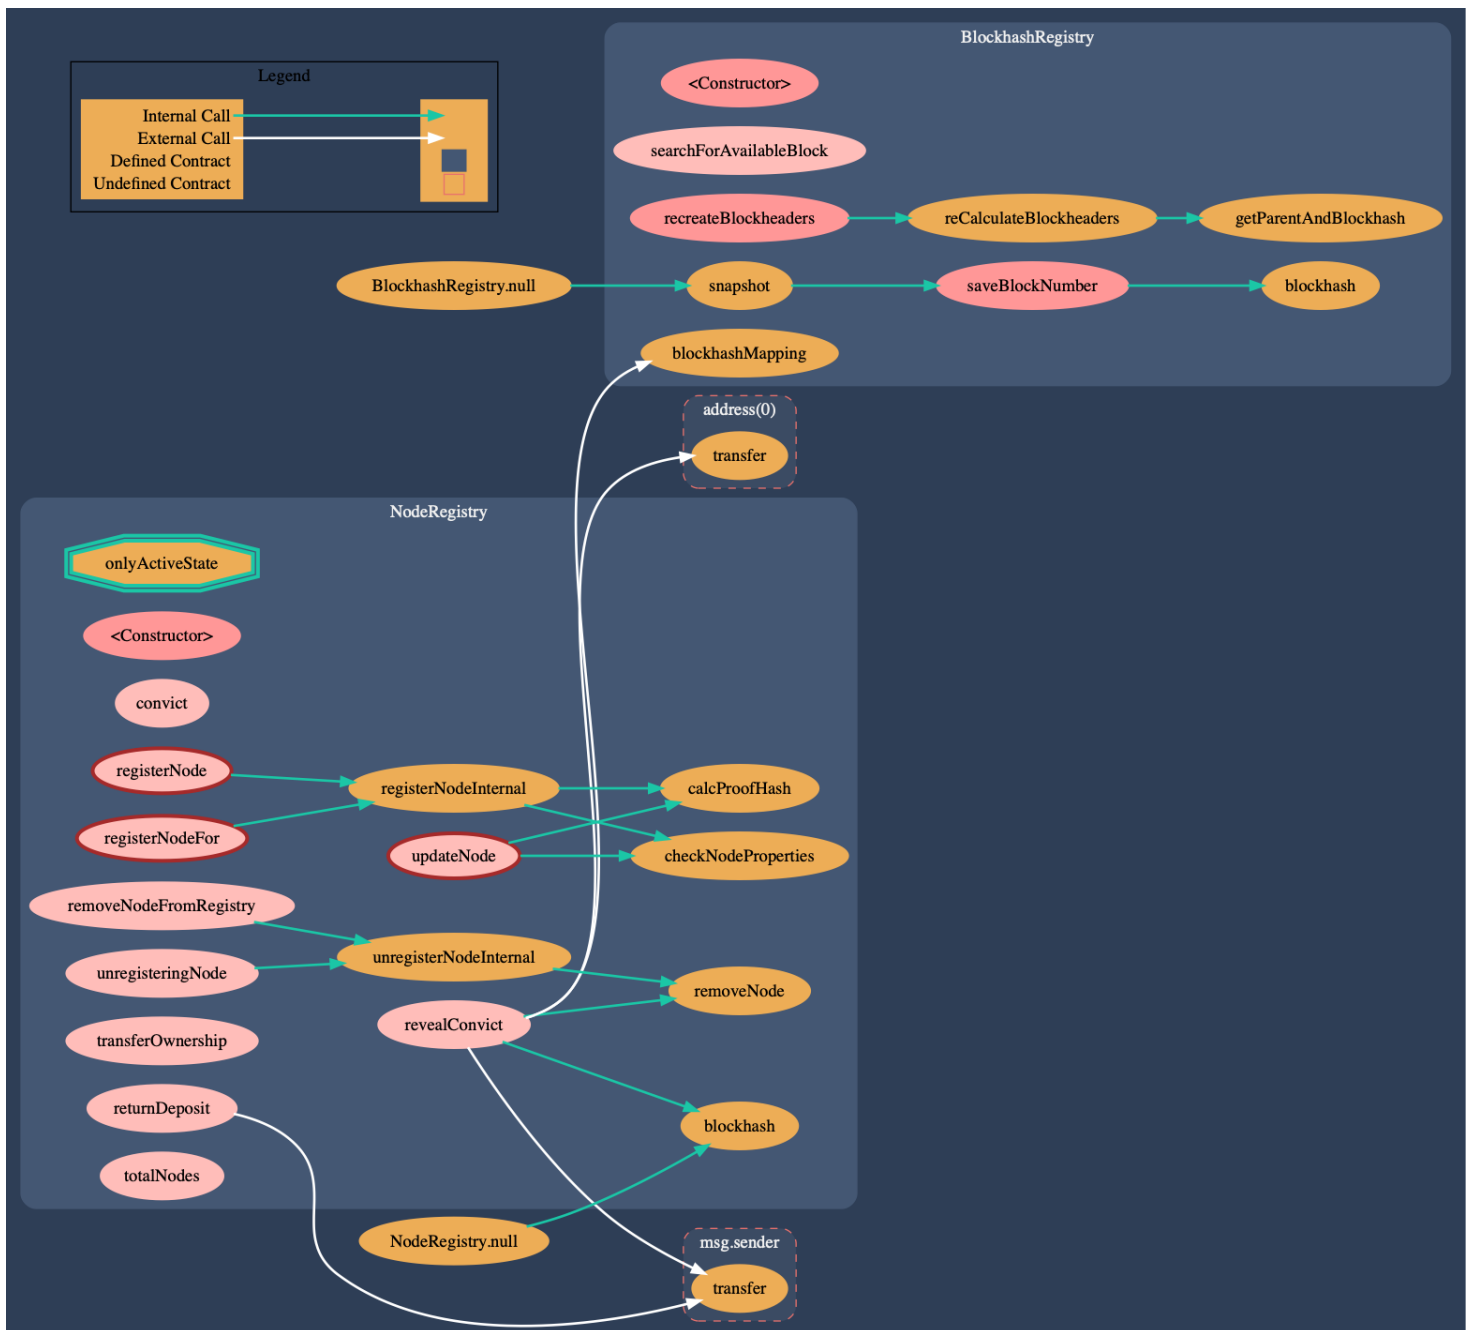 Legend
Internal Call
External Call
Defined Contract
Undefined Contract
BlockhashRegistry
<Constructor>
searchForAvailableBlock
recreateBlockheaders
reCalculateBlockheaders
getParentAndBlockhash
BlockhashRegistry.null
snapshot
saveBlockNumber
blockhash
blockhashMapping
address(0)
transfer
NodeRegistry
onlyActiveState
<Constructor>
convict
registerNode
registerNodeInternal
calcProofHash
registerNodeFor
updateNode
checkNodeProperties
removeNodeFromRegistry
unregisterNodeInternal
unregisteringNode
removeNode
revealConvict
transferOwnership
returnDeposit
blockhash
totalNodes
NodeRegistry.null
msg.sender
transfer